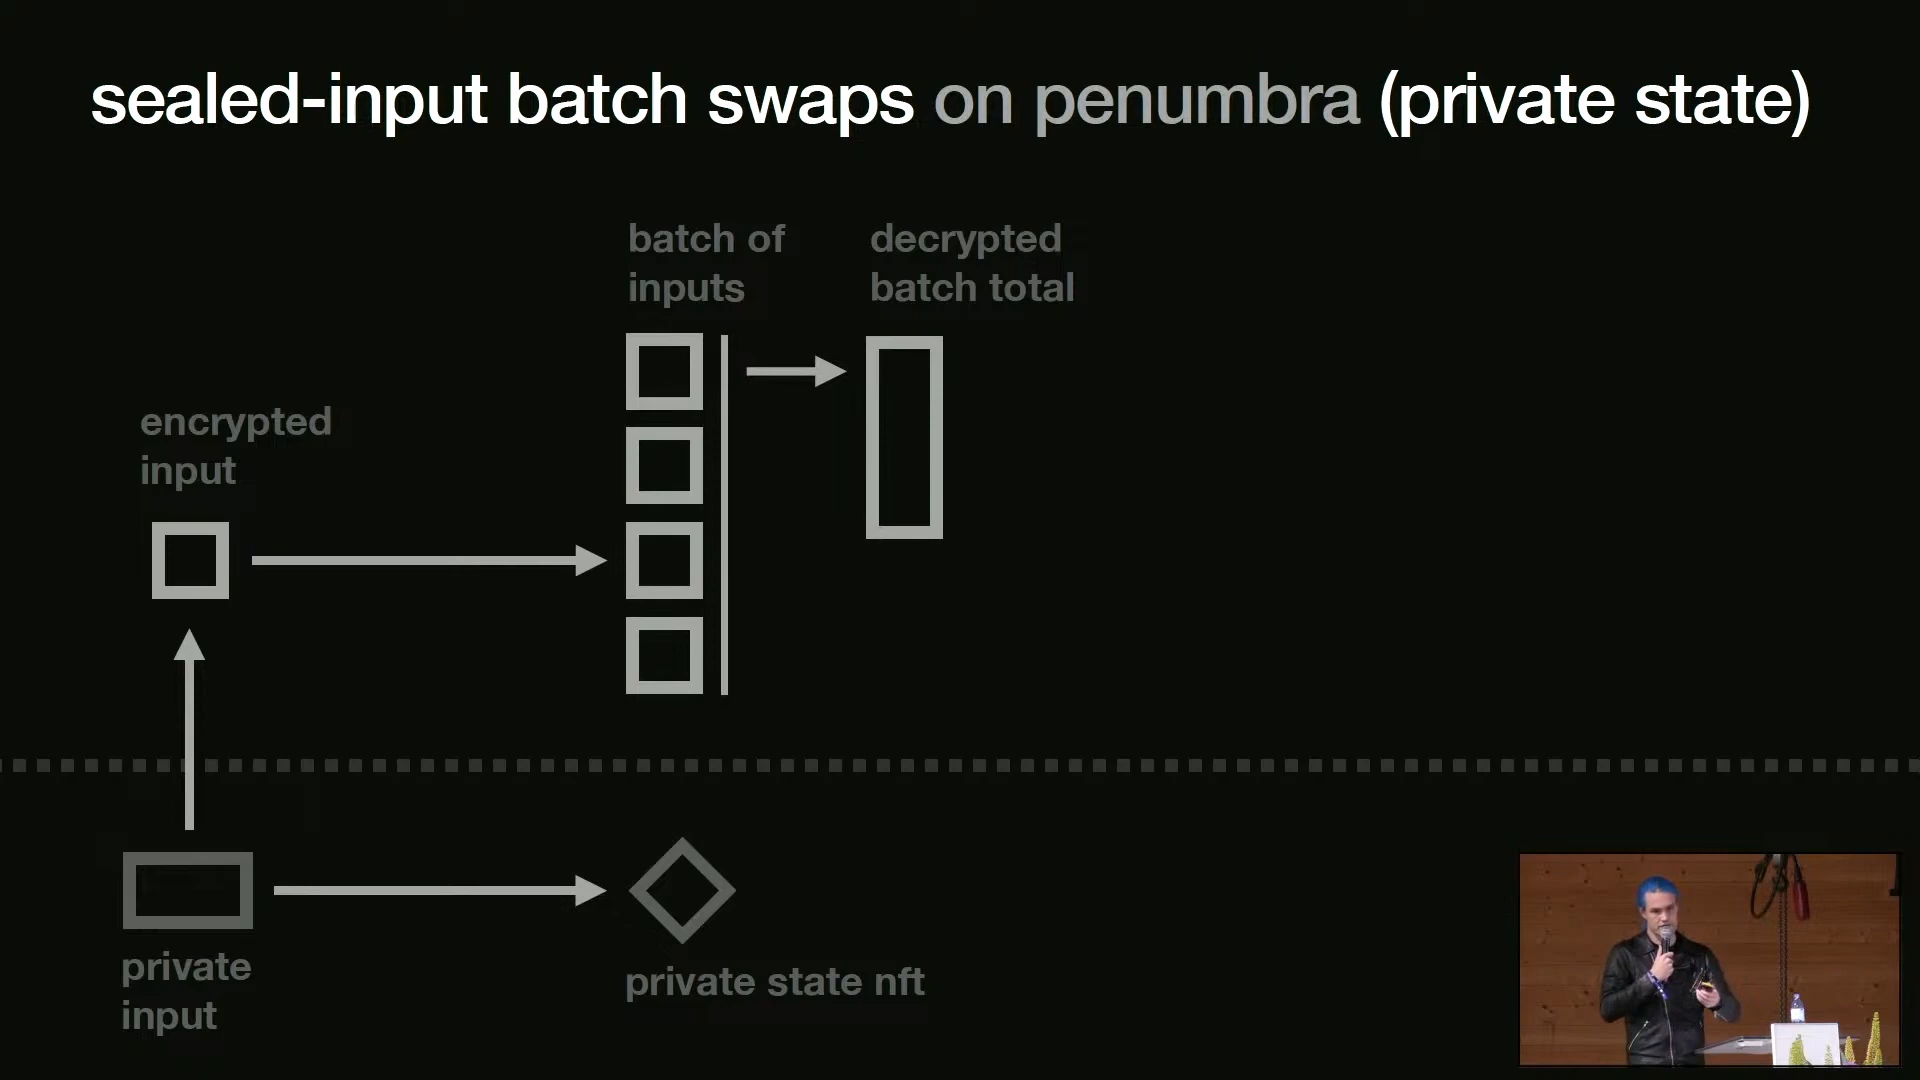 sealed-input batch swaps on penumbra (private state)
batch of
inputs
decrypted
batch total
encrypted
input
private
input
private state nft